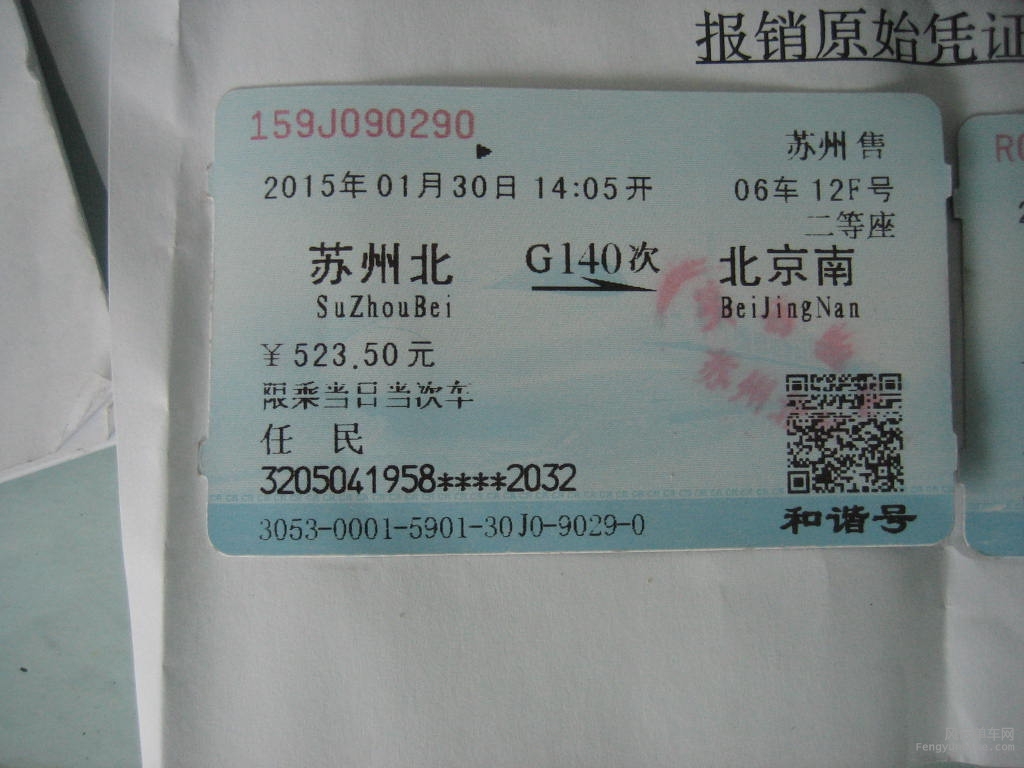 报销原始凭证
159J090290
苏州 售
2015年01月30日 14:05开
06车 12F号
二等座
苏州北
G140次
北京南
SuZhouBei
BeiJingNan
¥523.50元
限乘当日当次车
任 民
3205041958****2032
和谐号
3053-0001-5901-30J0-9029-0